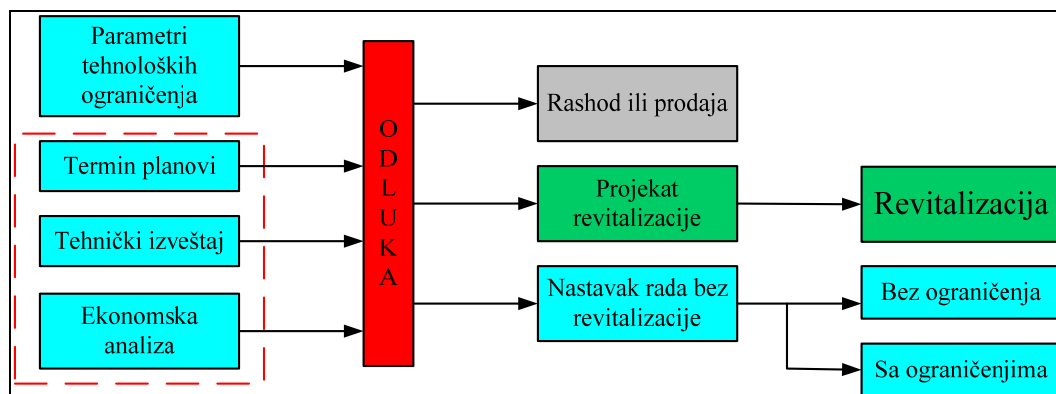 Parametri
tehnoloških
ograničenja
Termin planovi
Tehnički izveštaj
Ekonomska
analiza
O
D
L
U
K
A
Rashod ili prodaja
Projekat
revitalizacije
Nastavak rada bez
revitalizacije
Revitalizacija
Bez ograničenja
Sa ograničenjima